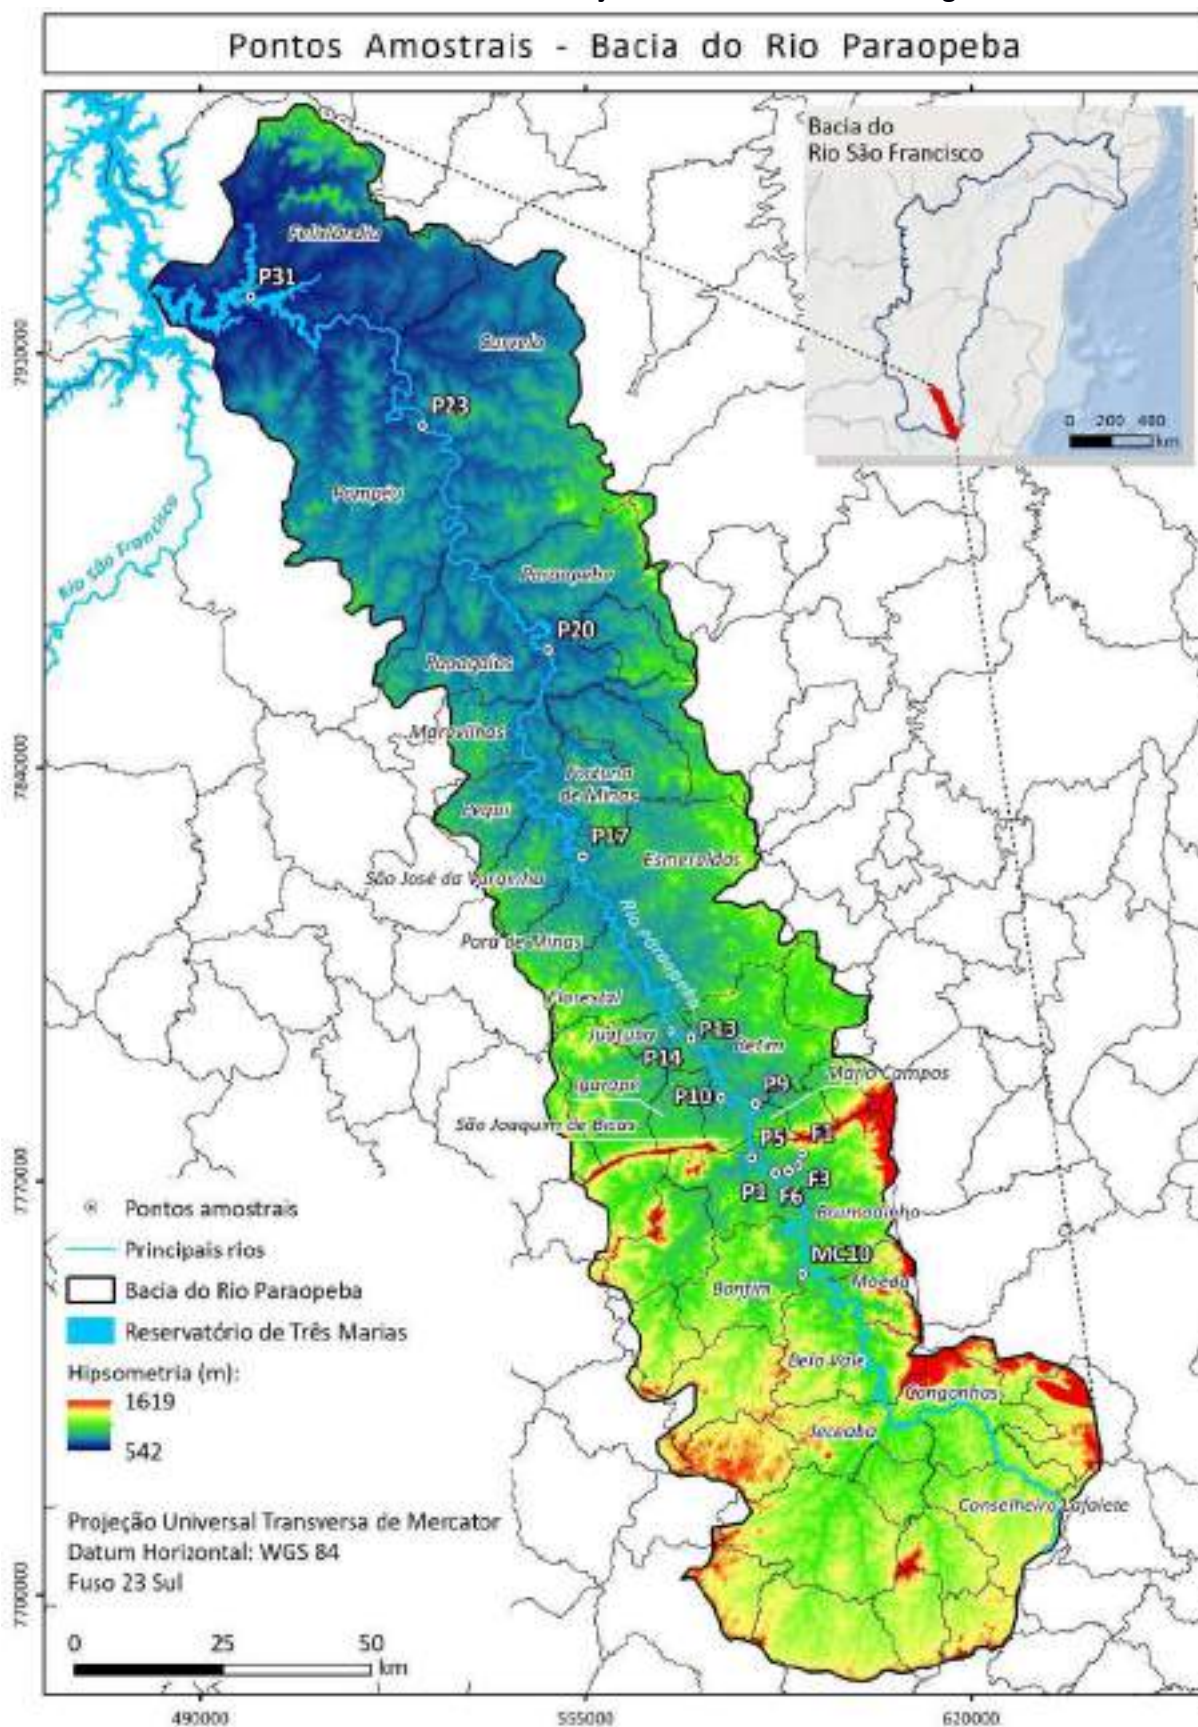 Pontos Amostrais - Bacia do Rio Paraopeba
Bacia do
Rio São Francisco
0 200 400
km
Felixlândia
P31
Curvelo
P23
Pompéu
Rio São Francisco
Paraopeba
P20
Papagaios
Maravilhas
Fortuna
de Minas
Pequi
P17
Esmeraldas
São José da Varginha
Rio Paraopeba
Pará de Minas
Florestal
Juatuba
P13
Betim
P14
Igarapé
P10
P9
Mário Campos
São Joaquim de Bicas
P5
F1
P1
F6
F3
Brumadinho
MC10
Moeda
Bonfim
Belo Vale
Congonhas
Jeceaba
Conselheiro Lafaiete
Pontos amostrais
Principais rios
Bacia do Rio Paraopeba
Reservatório de Três Marias
Hipsometria (m):
1619
542
Projeção Universal Transversa de Mercator
Datum Horizontal: WGS 84
Fuso 23 Sul
0 25 50
km
7910000
7840000
7770000
7700000
490000 555000 620000